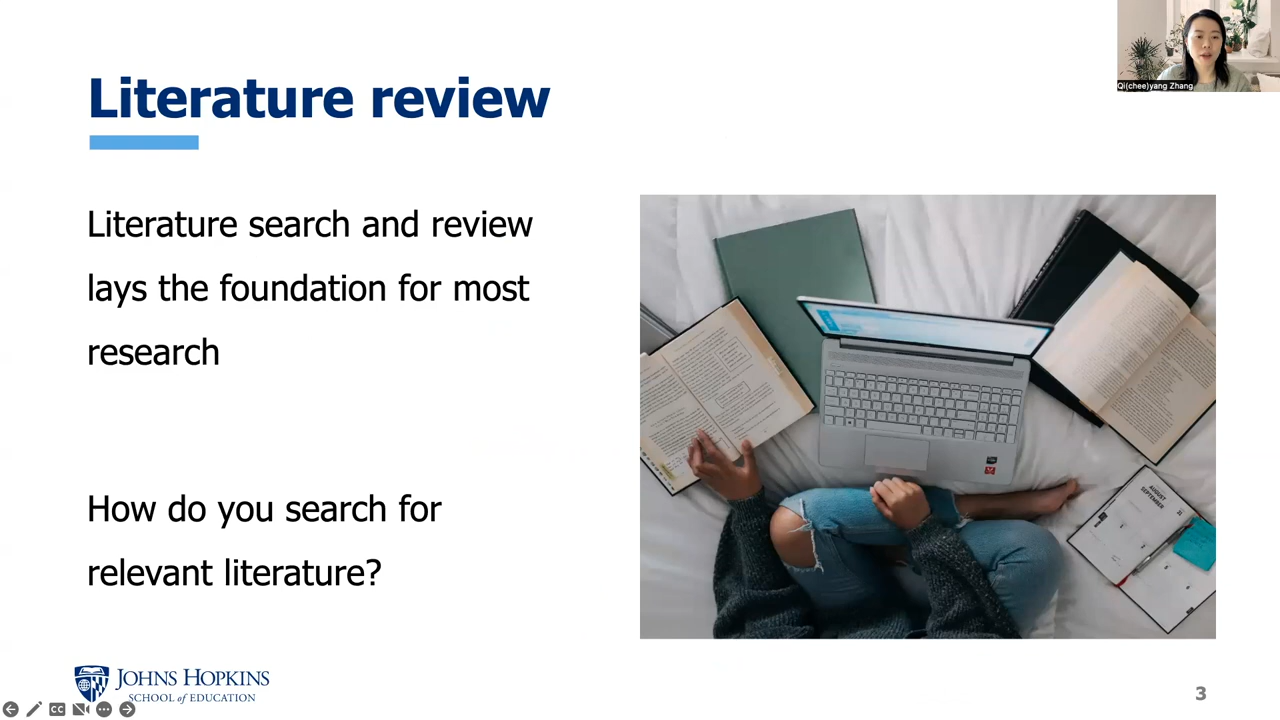 Literature review
Qi(chee)yang Zhang
Literature search and review
lays the foundation for most
research
How do you search for
relevant literature?
AUGUST
SEPTEMBER
JOHNS HOPKINS
SCHOOL of EDUCATION
CC
3